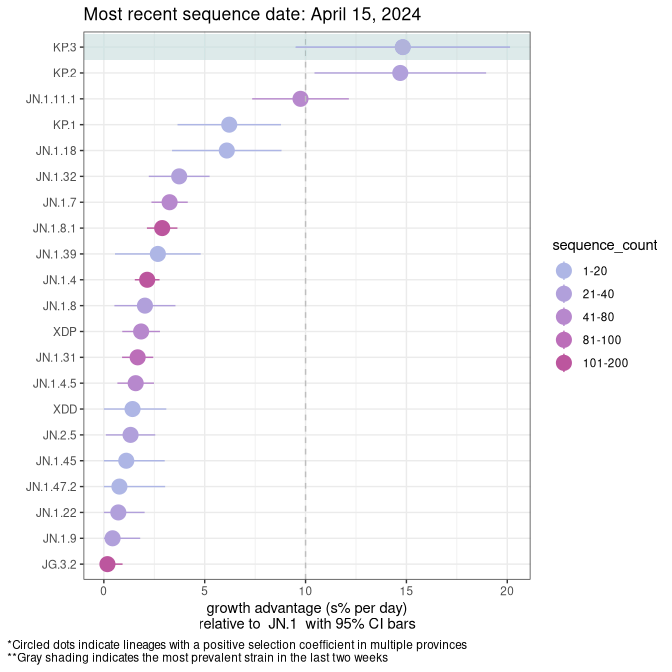 Most recent sequence date: April 15, 2024
KP.3
KP.2
JN.1.11.1
KP.1
JN.1.18
JN.1.32
JN.1.7
JN.1.8.1
JN.1.39
JN.1.4
JN.1.8
XDP
JN.1.31
JN.1.4.5
XDD
JN.2.5
JN.1.45
JN.1.47.2
JN.1.22
JN.1.9
JG.3.2
0 5 10 15 20
growth advantage (s% per day)
relative to JN.1 with 95% CI bars
sequence_count
1-20
21-40
41-80
81-100
101-200
*Circled dots indicate lineages with a positive selection coefficient in multiple provinces
**Gray shading indicates the most prevalent strain in the last two weeks